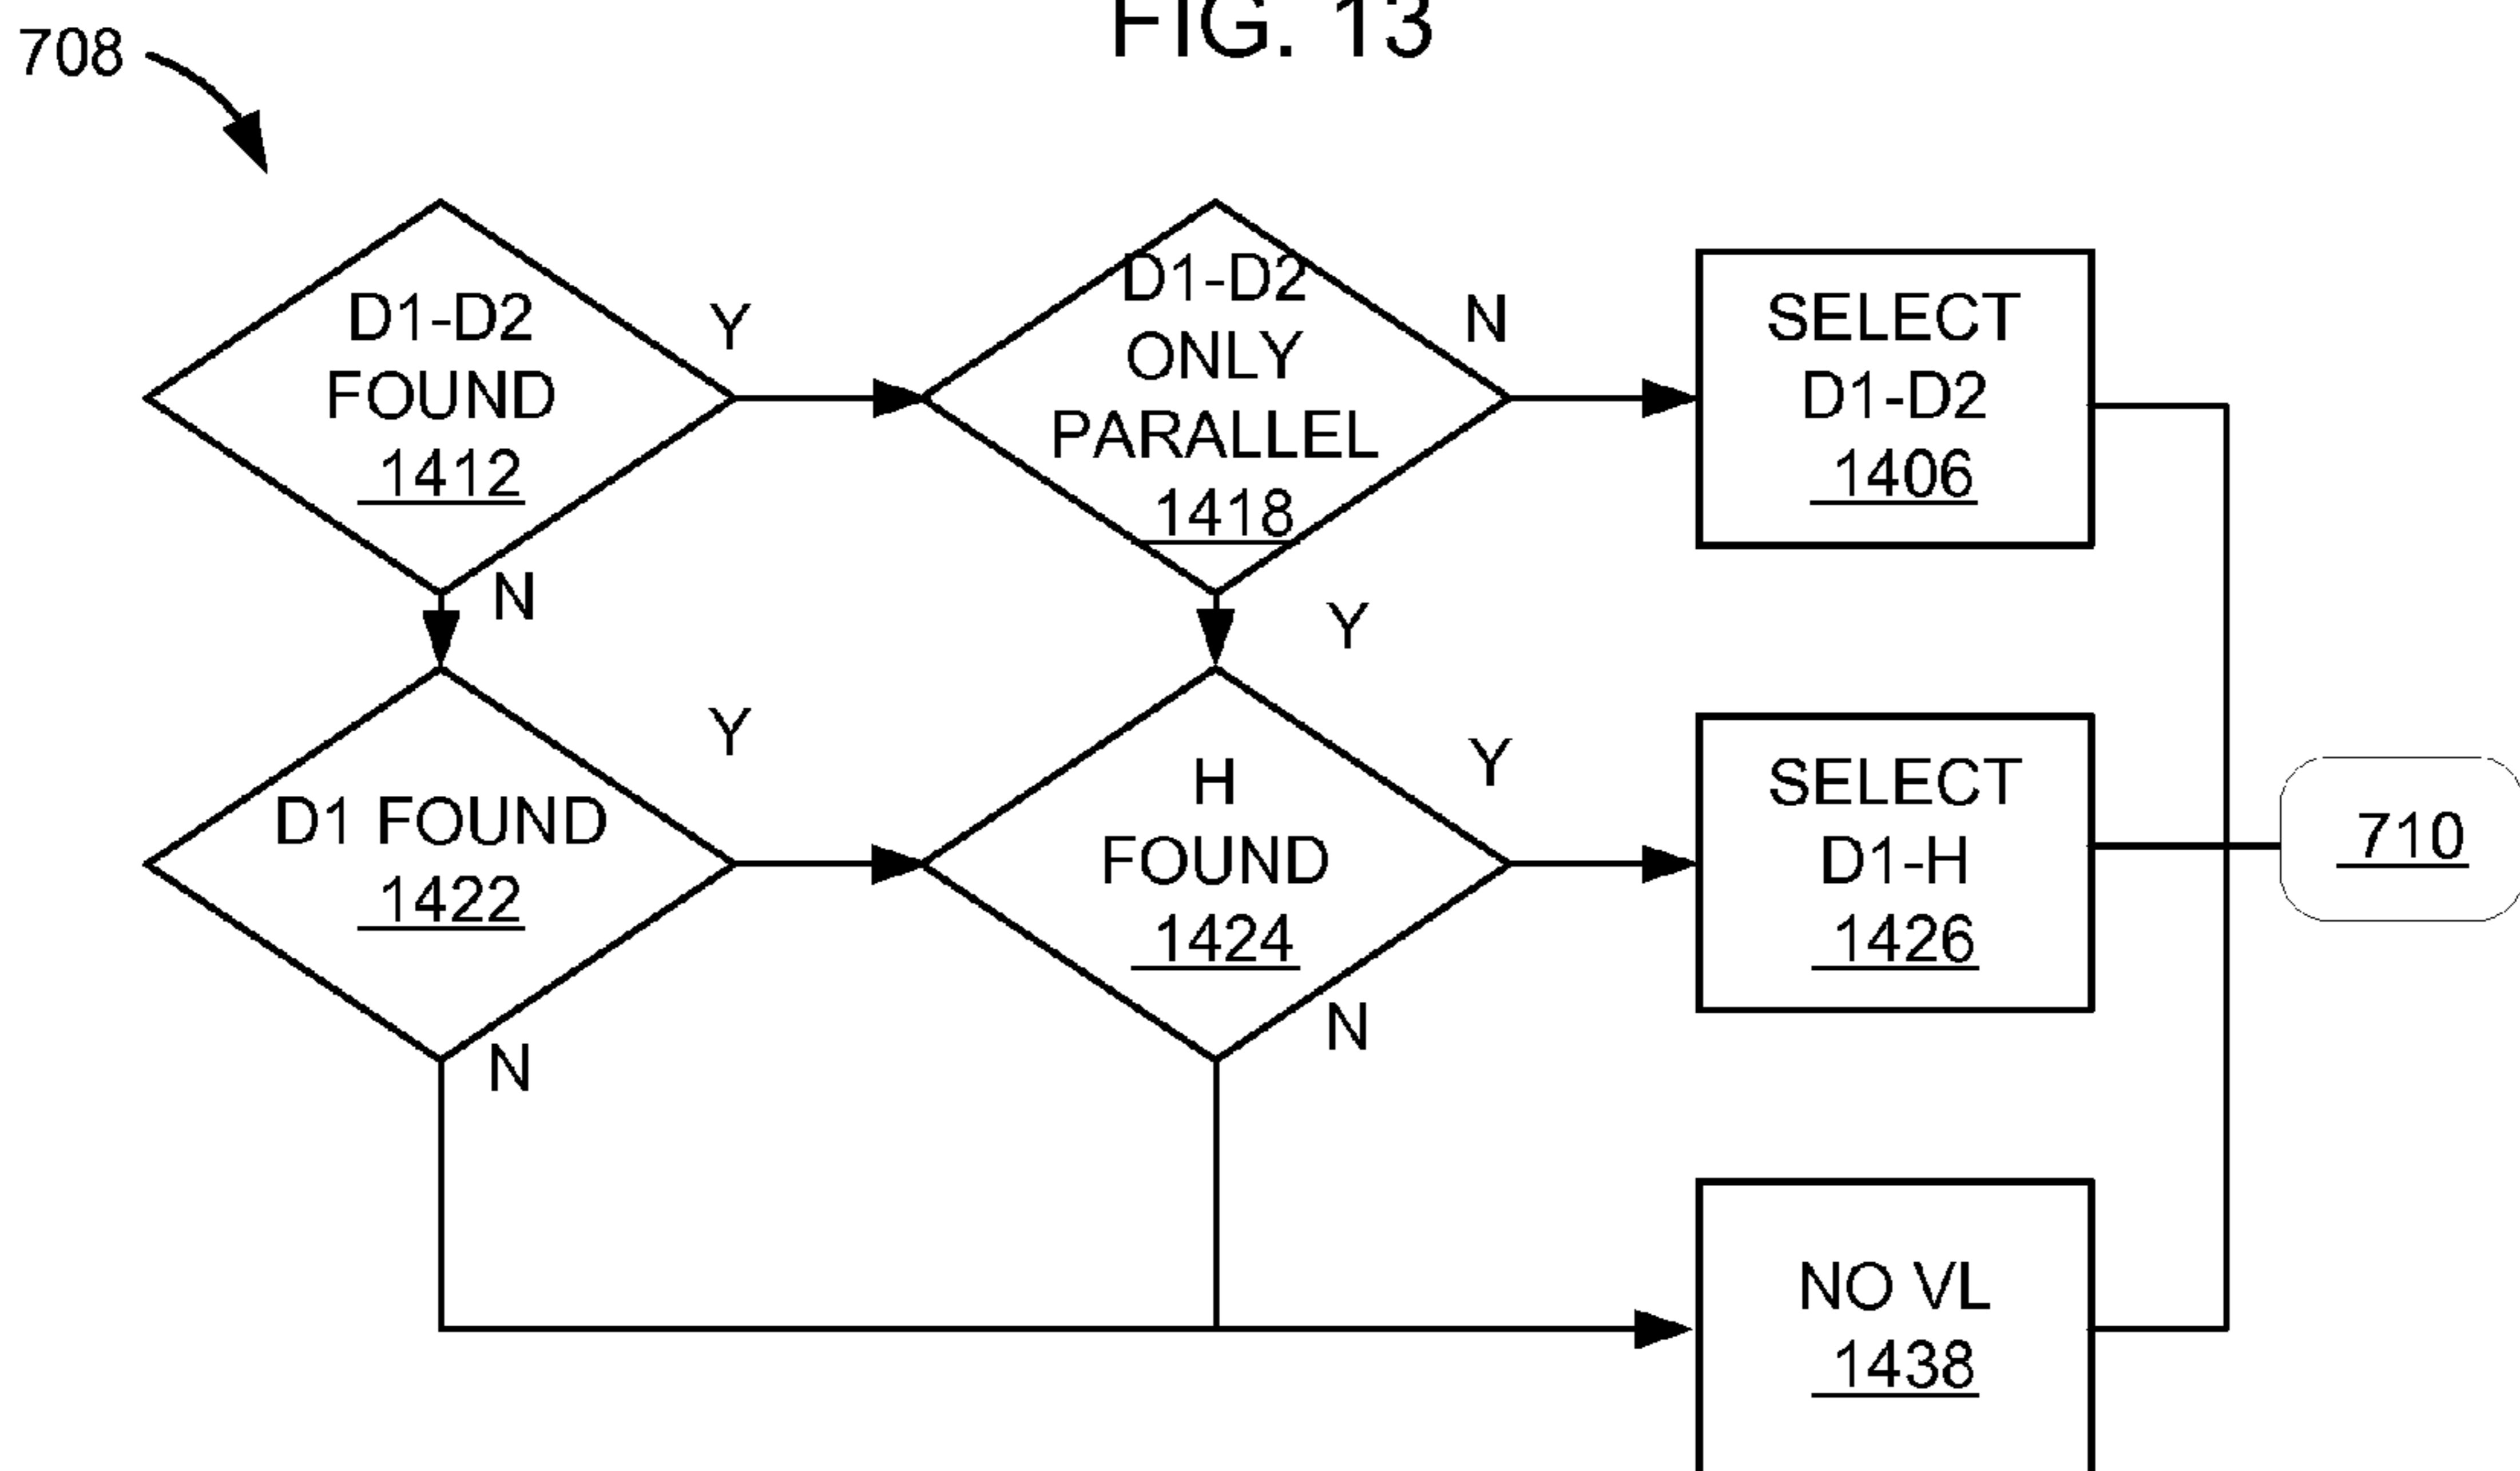 FIG. 13
708
D1-D2
FOUND
1412
Y
N
D1-D2
ONLY
PARALLEL
1418
N
Y
SELECT
D1-D2
1406
D1 FOUND
1422
Y
N
H
FOUND
1424
Y
N
SELECT
D1-H
1426
710
NO VL
1438